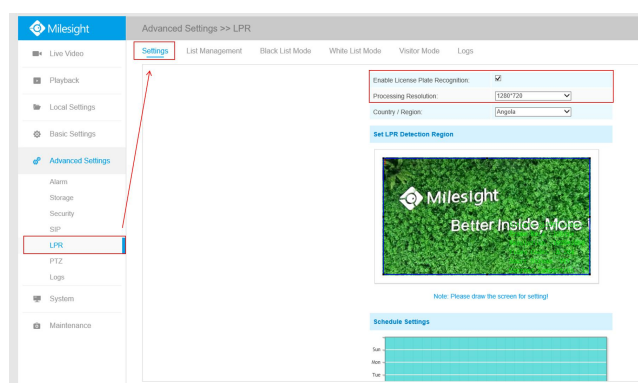 Milesight
Advanced Settings >> LPR
Live Video
Playback
Local Settings
Basic Settings
Advanced Settings
Alarm
Storage
Security
SIP
LPR
PTZ
Logs
System
Maintenance
Settings List Management Black List Mode White List Mode Visitor Mode Logs
Enable License Plate Recognition:
Processing Resolution: 1280*720
Country / Region: Angola
Set LPR Detection Region
Milesight
Better Inside, More
Note: Please draw the screen for setting!
Schedule Settings
Sun
Mon
Tue